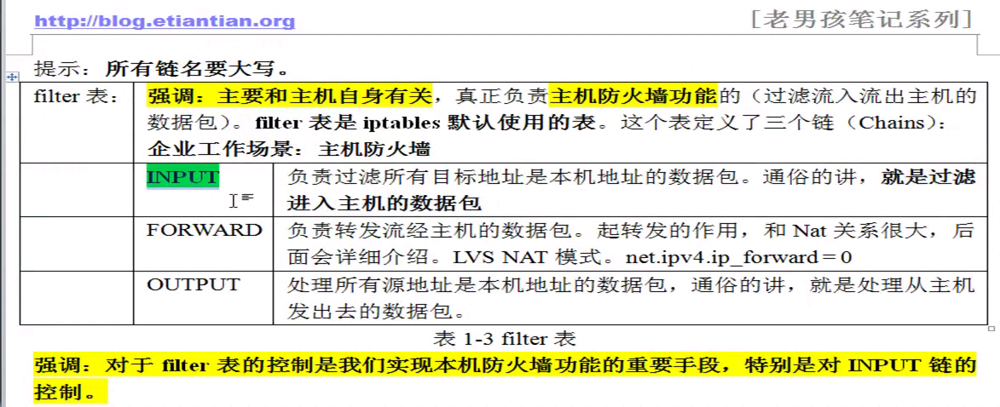 http://blog.etiantian.org
[老男孩笔记系列]
提示：所有链名要大写。
filter 表：
强调：主要和主机自身有关，真正负责主机防火墙功能的（过滤流入流出主机的
数据包）。filter 表是 iptables 默认使用的表。这个表定义了三个链（Chains）：
企业工作场景：主机防火墙
INPUT
负责过滤所有目标地址是本机地址的数据包。通俗的讲，就是过滤
进入主机的数据包
FORWARD
负责转发流经主机的数据包。起转发的作用，和 Nat 关系很大，后
面会详细介绍。LVS NAT 模式。net.ipv4.ip_forward＝0
OUTPUT
处理所有源地址是本机地址的数据包，通俗的讲，就是处理从主机
发出去的数据包。
表 1-3 filter 表
强调：对于 filter 表的控制是我们实现本机防火墙功能的重要手段，特别是对 INPUT 链的
控制。